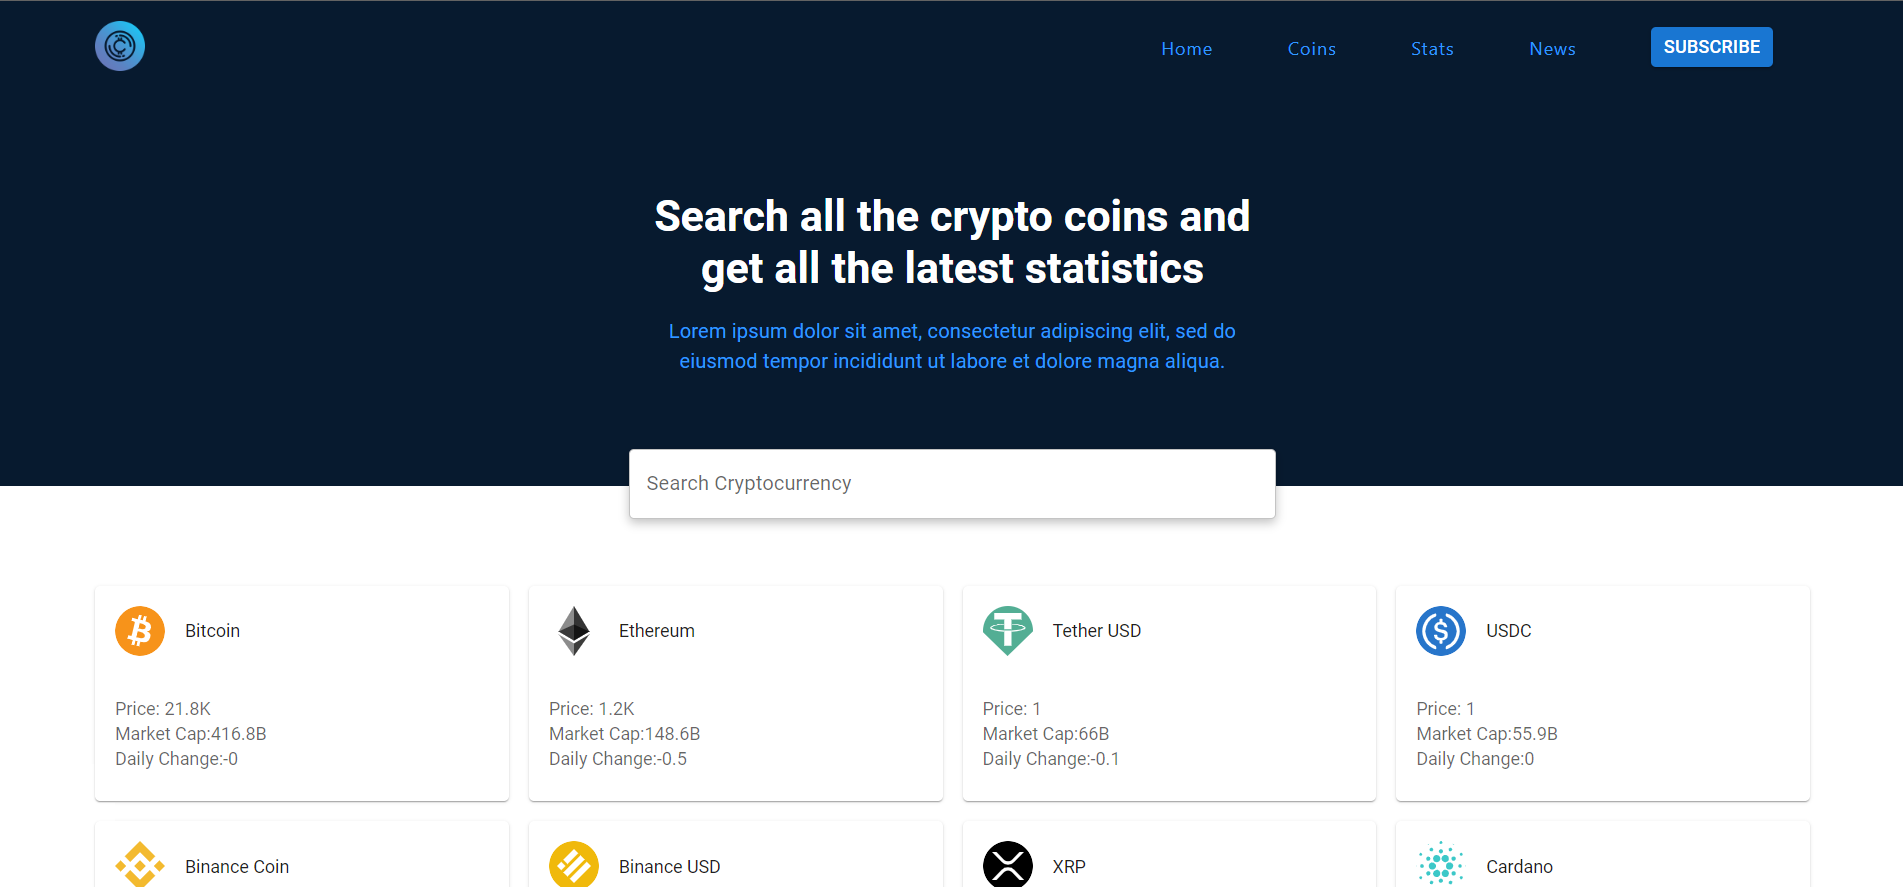 Home Coins Stats News SUBSCRIBE
Search all the crypto coins and
get all the latest statistics
Lorem ipsum dolor sit amet, consectetur adipiscing elit, sed do
eiusmod tempor incididunt ut labore et dolore magna aliqua.
Search Cryptocurrency
Bitcoin
Price: 21.8K
Market Cap:416.8B
Daily Change:-0
Ethereum
Price: 1.2K
Market Cap:148.6B
Daily Change:-0.5
Tether USD
Price: 1
Market Cap:66B
Daily Change:-0.1
USDC
Price: 1
Market Cap:55.9B
Daily Change:0
Binance Coin
Binance USD
XRP
Cardano